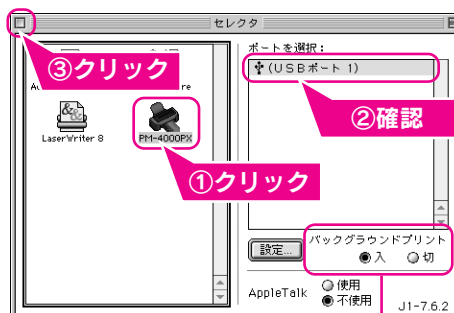 セレクタ
ポートを選択：
(USBポート 1)
③クリック
re
②確認
LaserWriter 8
PM-4000PX
①クリック
設定...
バックグラウンドプリント
入 切
AppleTalk
使用
不使用
J1-7.6.2